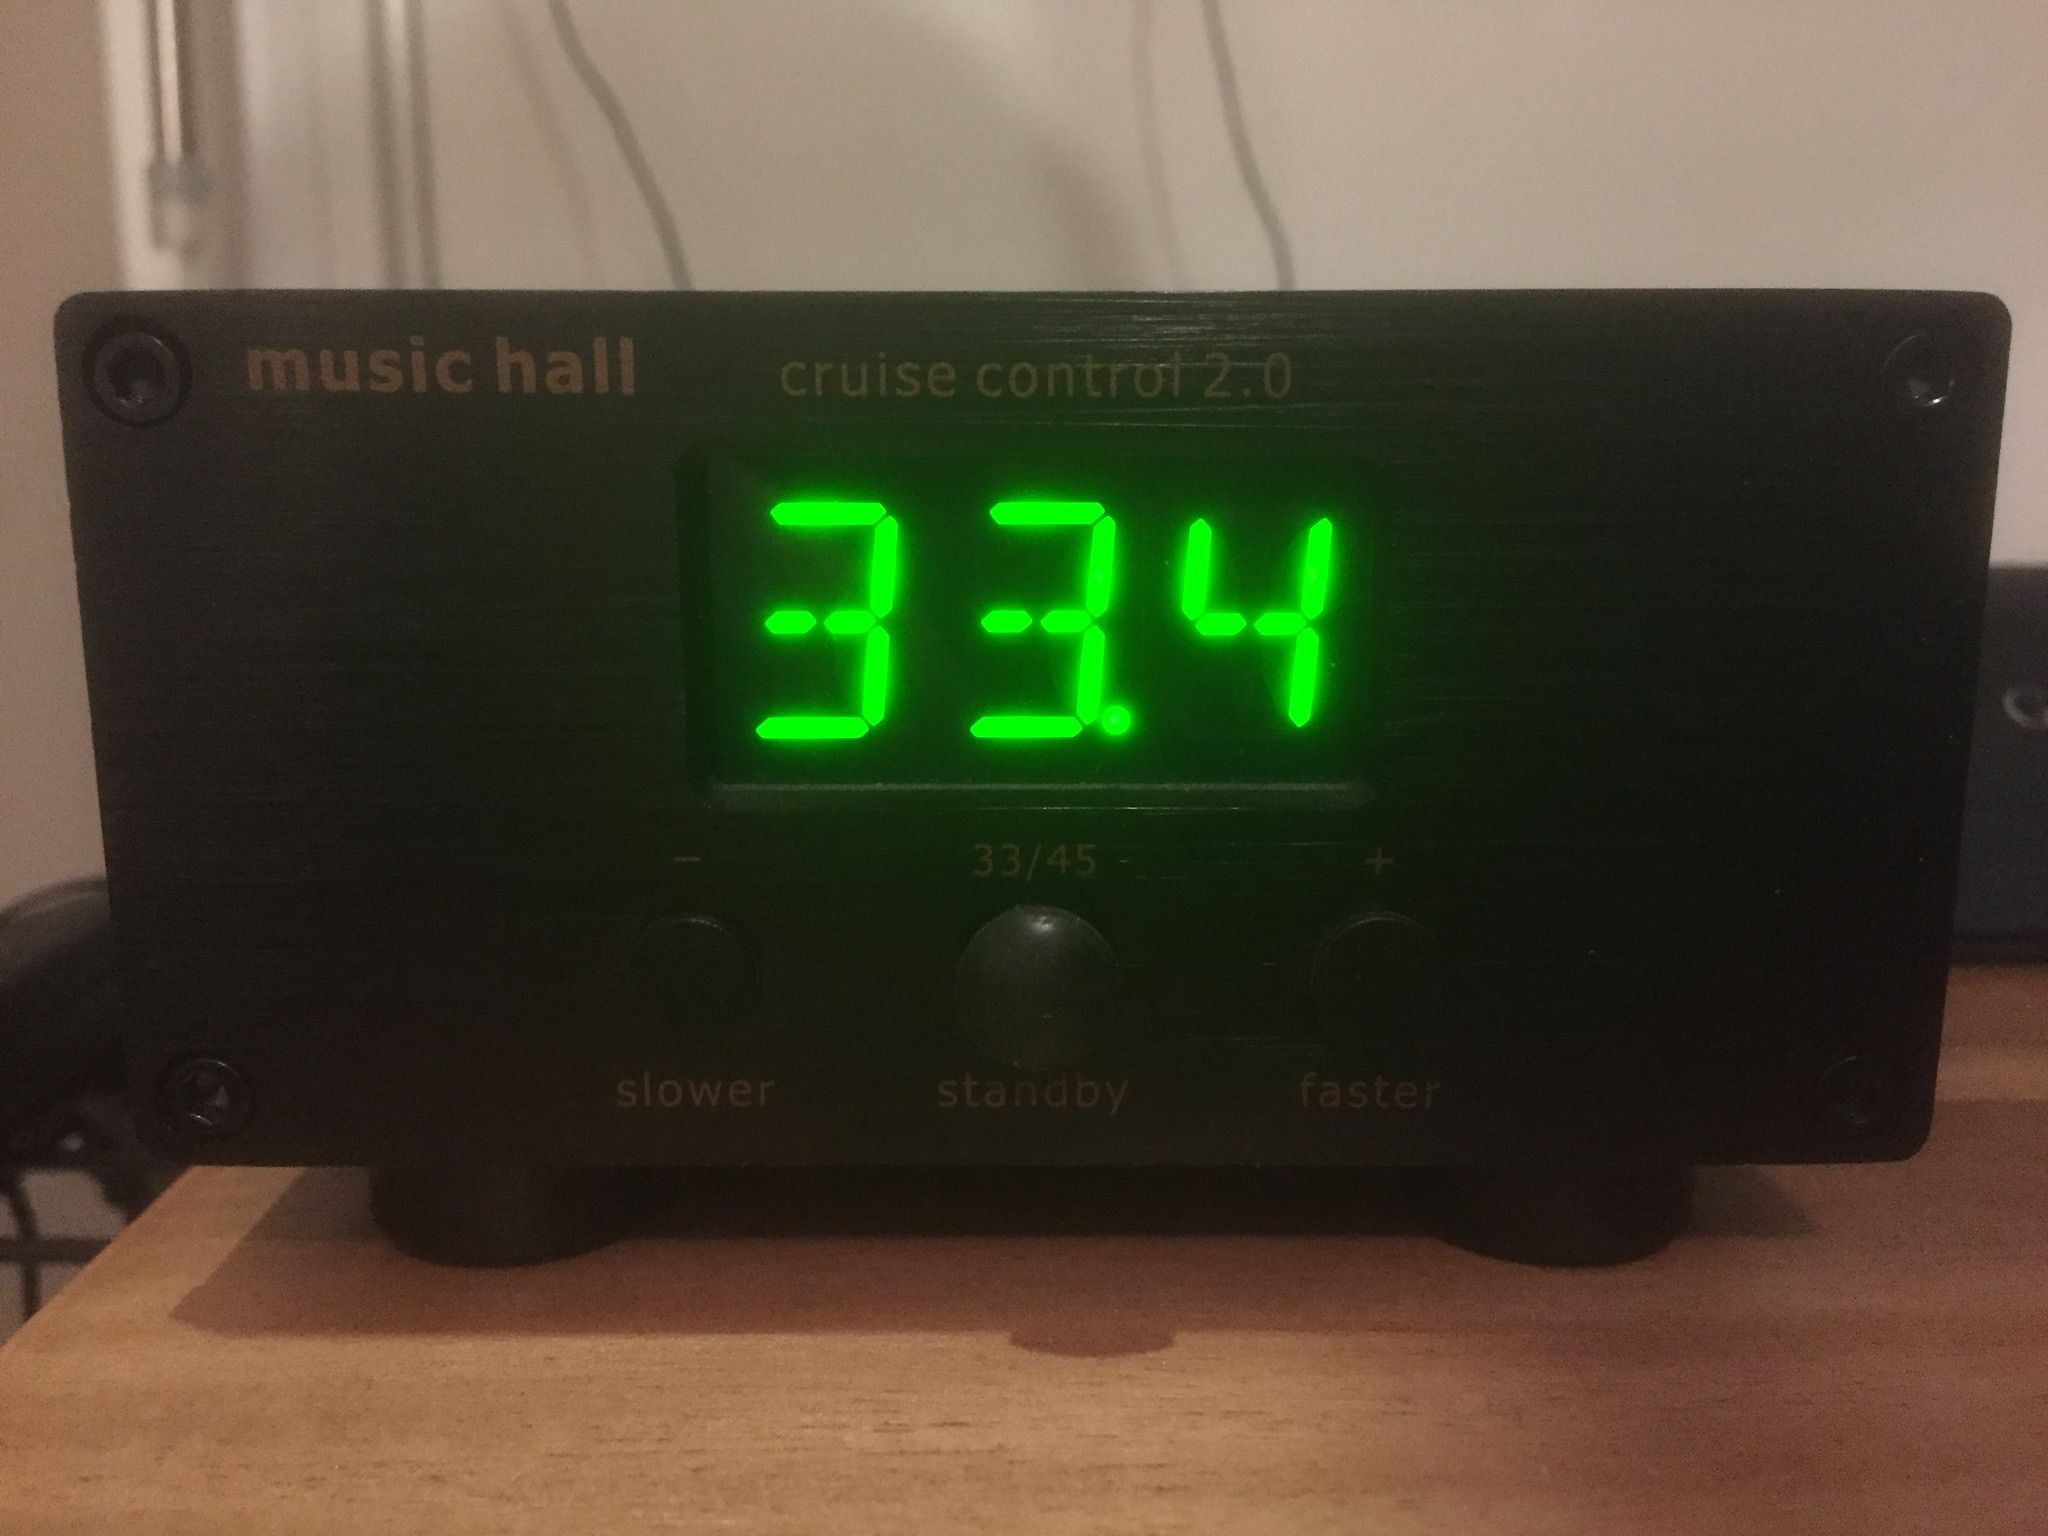 music hall cruise control 2.0
33.4
- 33/45 +
slower standby faster